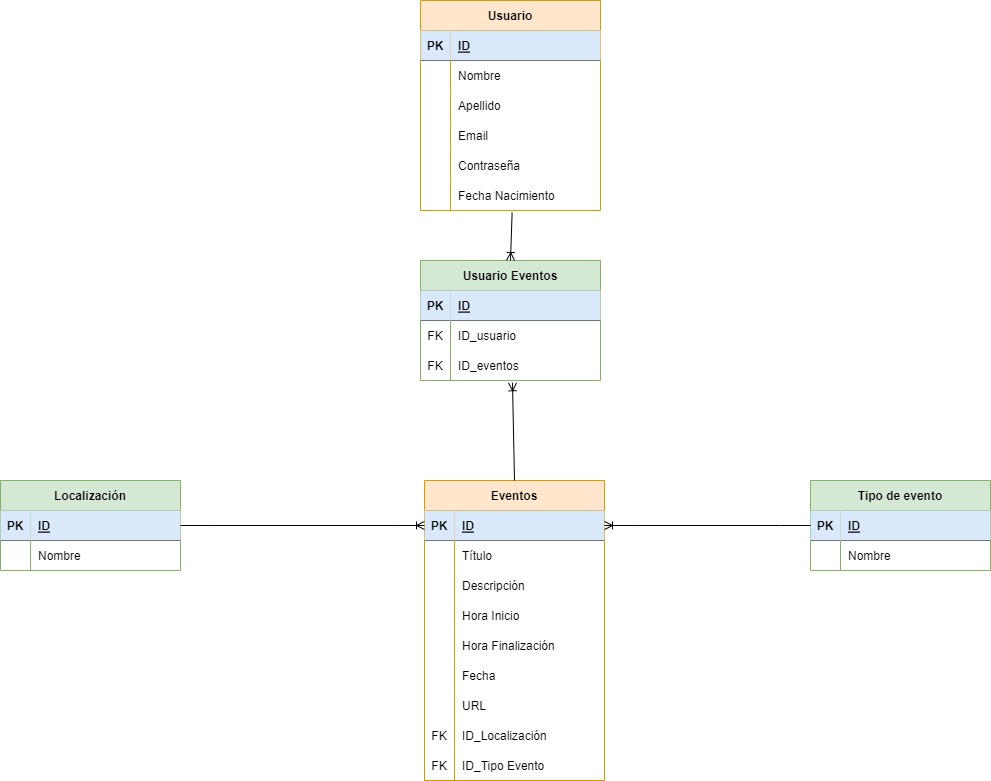 Usuario
PK ID
Nombre
Apellido
Email
Contraseña
Fecha Nacimiento
Usuario Eventos
PK ID
FK ID_usuario
FK ID_eventos
Localización
PK ID
Nombre
Eventos
PK ID
Título
Descripción
Hora Inicio
Hora Finalización
Fecha
URL
FK ID_Localización
FK ID_Tipo Evento
Tipo de evento
PK ID
Nombre